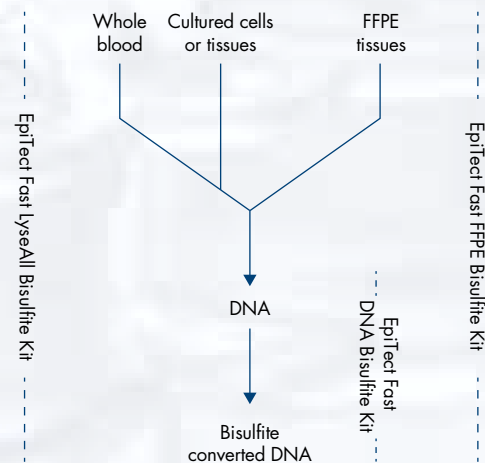 Whole
blood
Cultured cells
or tissues
FFPE
tissues
EpiTect Fast LyseAll Bisulfite Kit
EpiTect Fast FFPE Bisulfite Kit
DNA
EpiTect Fast
DNA Bisulfite Kit
Bisulfite
converted DNA